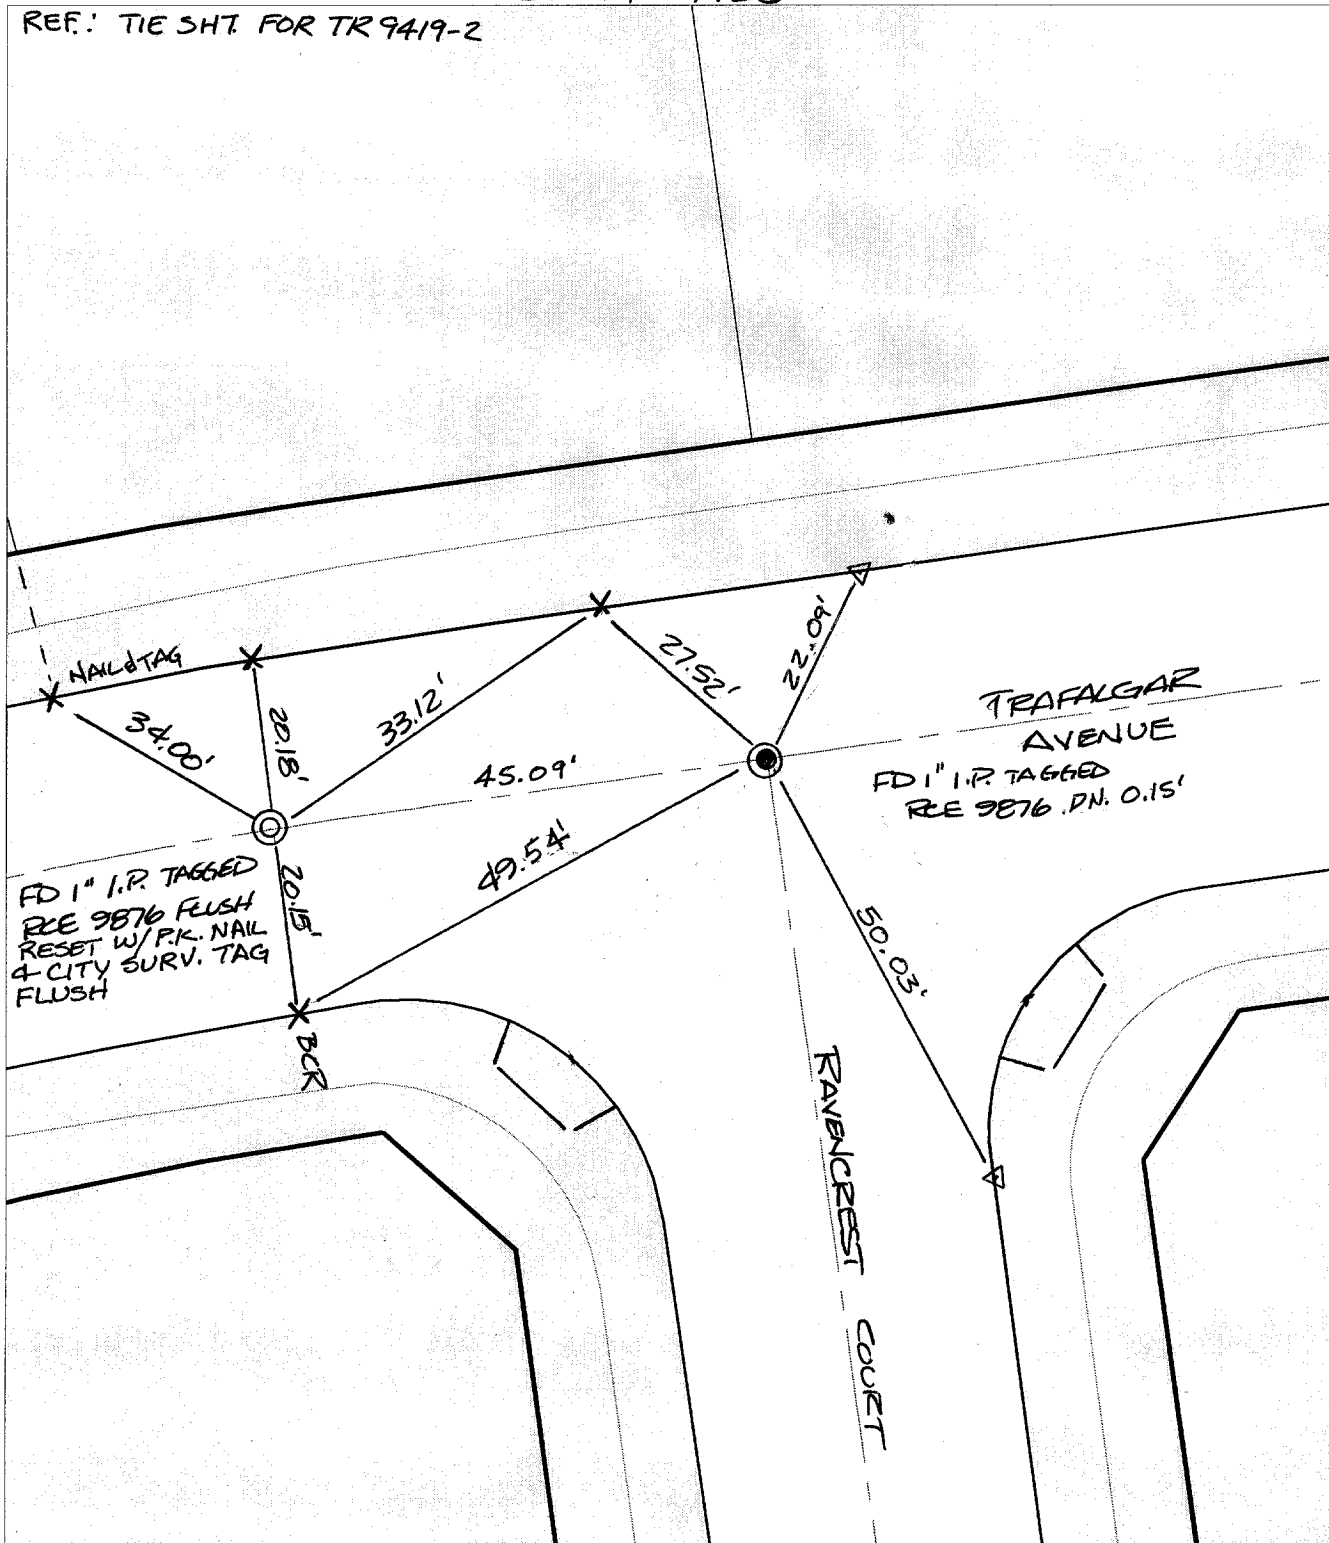 REF.: TIE SHT. FOR TR 9419-2
NAIL & TAG
34.00'
20.18'
33.12'
27.52'
22.09'
45.09'
TRAFALGAR
AVENUE
FD 1" I.P. TAGGED
RCE 9876 .DN. 0.15'
49.54'
FD 1" I.P. TAGGED
RCE 9876 FLUSH
RESET W/ P.K. NAIL
& CITY SURV. TAG
FLUSH
20.15'
50.03'
BCR
RAVENCREST COURT